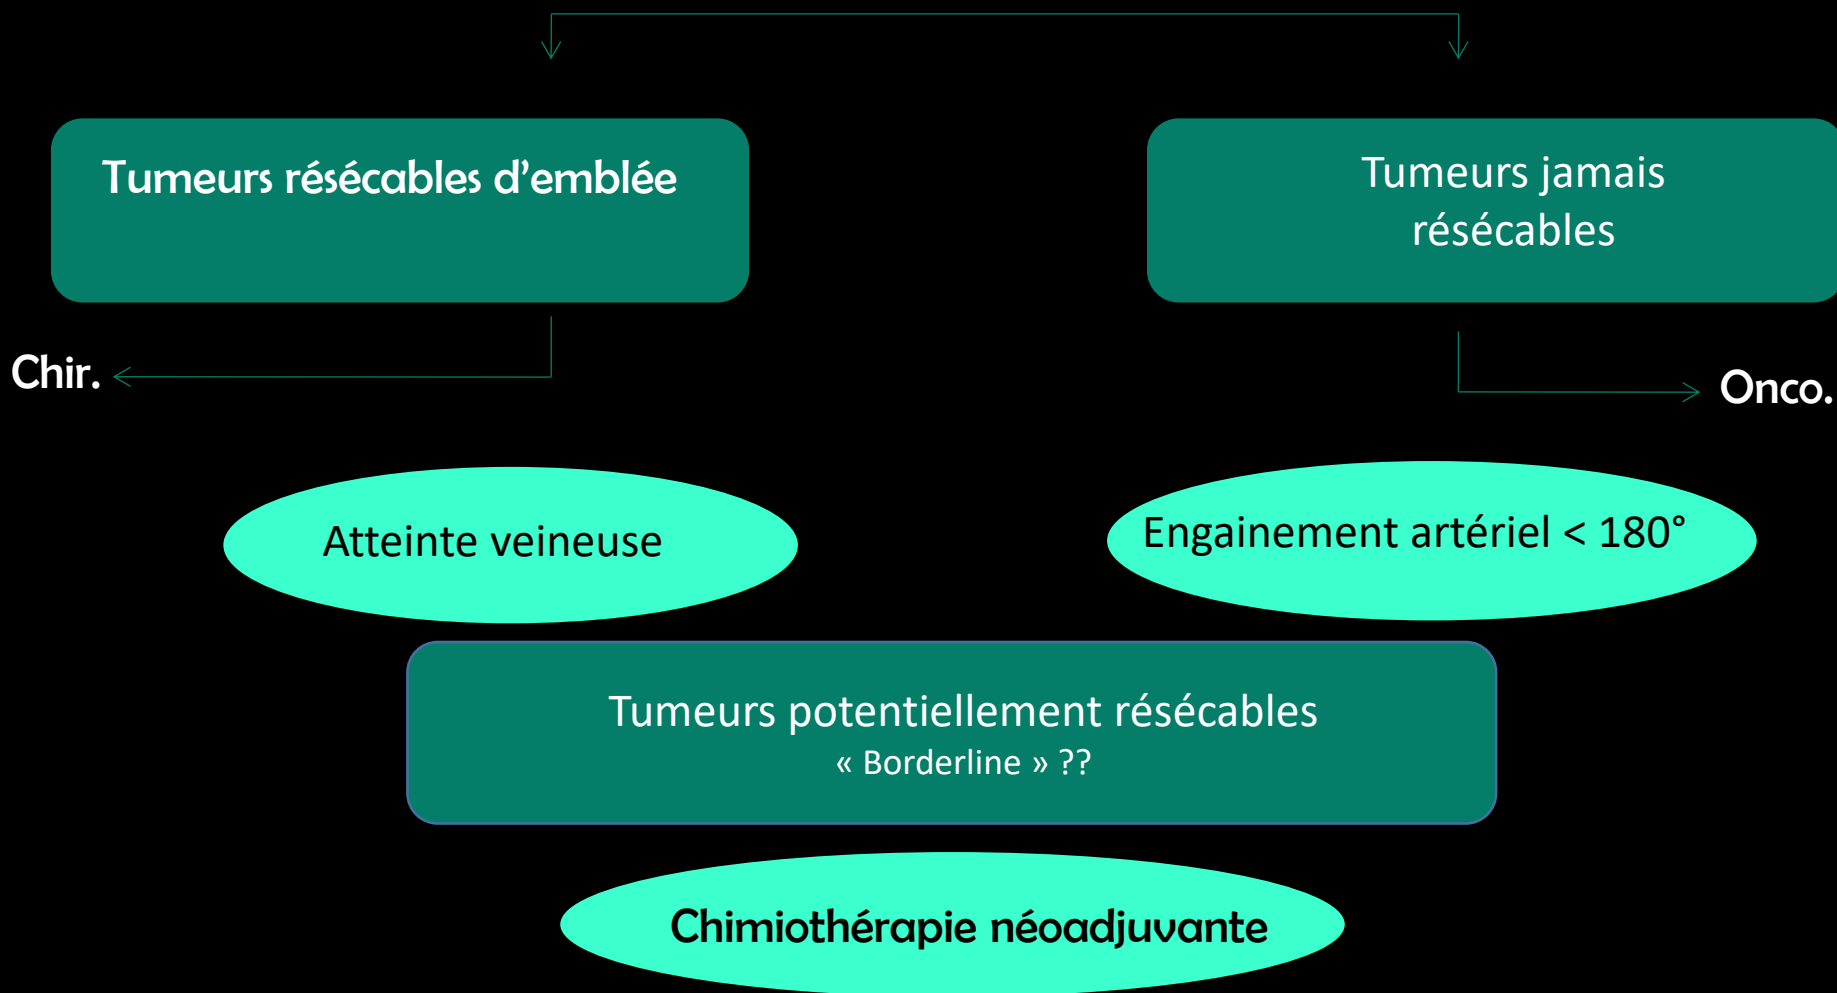 Tumeurs résécables d’emblée
Tumeurs jamais
résécables
Chir.
Onco.
Atteinte veineuse
Engainement artériel < 180°
Tumeurs potentiellement résécables
« Borderline » ??
Chimiothérapie néoadjuvante